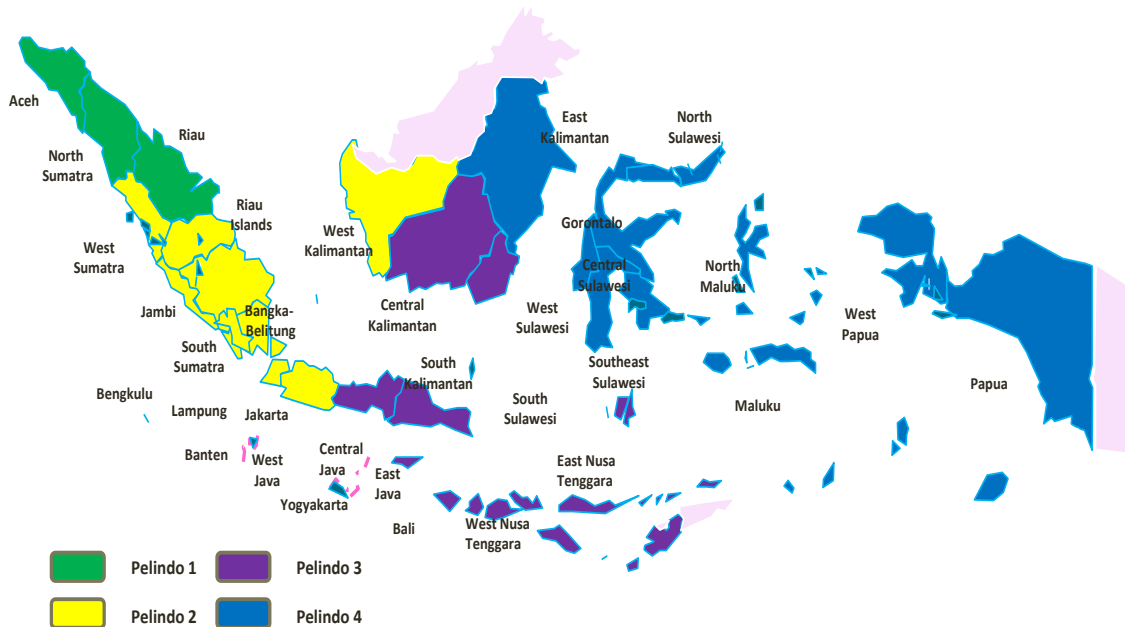 Aceh
North
Sumatra
Riau
Riau
Islands
West
Sumatra
Jambi
Bangka-
Belitung
South
Sumatra
Bengkulu
Lampung
Jakarta
Banten
West
Java
Central
Java
Yogyakarta
East
Java
Bali
West Nusa
Tenggara
East Nusa
Tenggara
West
Kalimantan
Central
Kalimantan
South
Kalimantan
East
Kalimantan
North
Sulawesi
Gorontalo
Central
Sulawesi
West
Sulawesi
Southeast
Sulawesi
South
Sulawesi
North
Maluku
Maluku
West
Papua
Papua
Pelindo 1
Pelindo 3
Pelindo 2
Pelindo 4